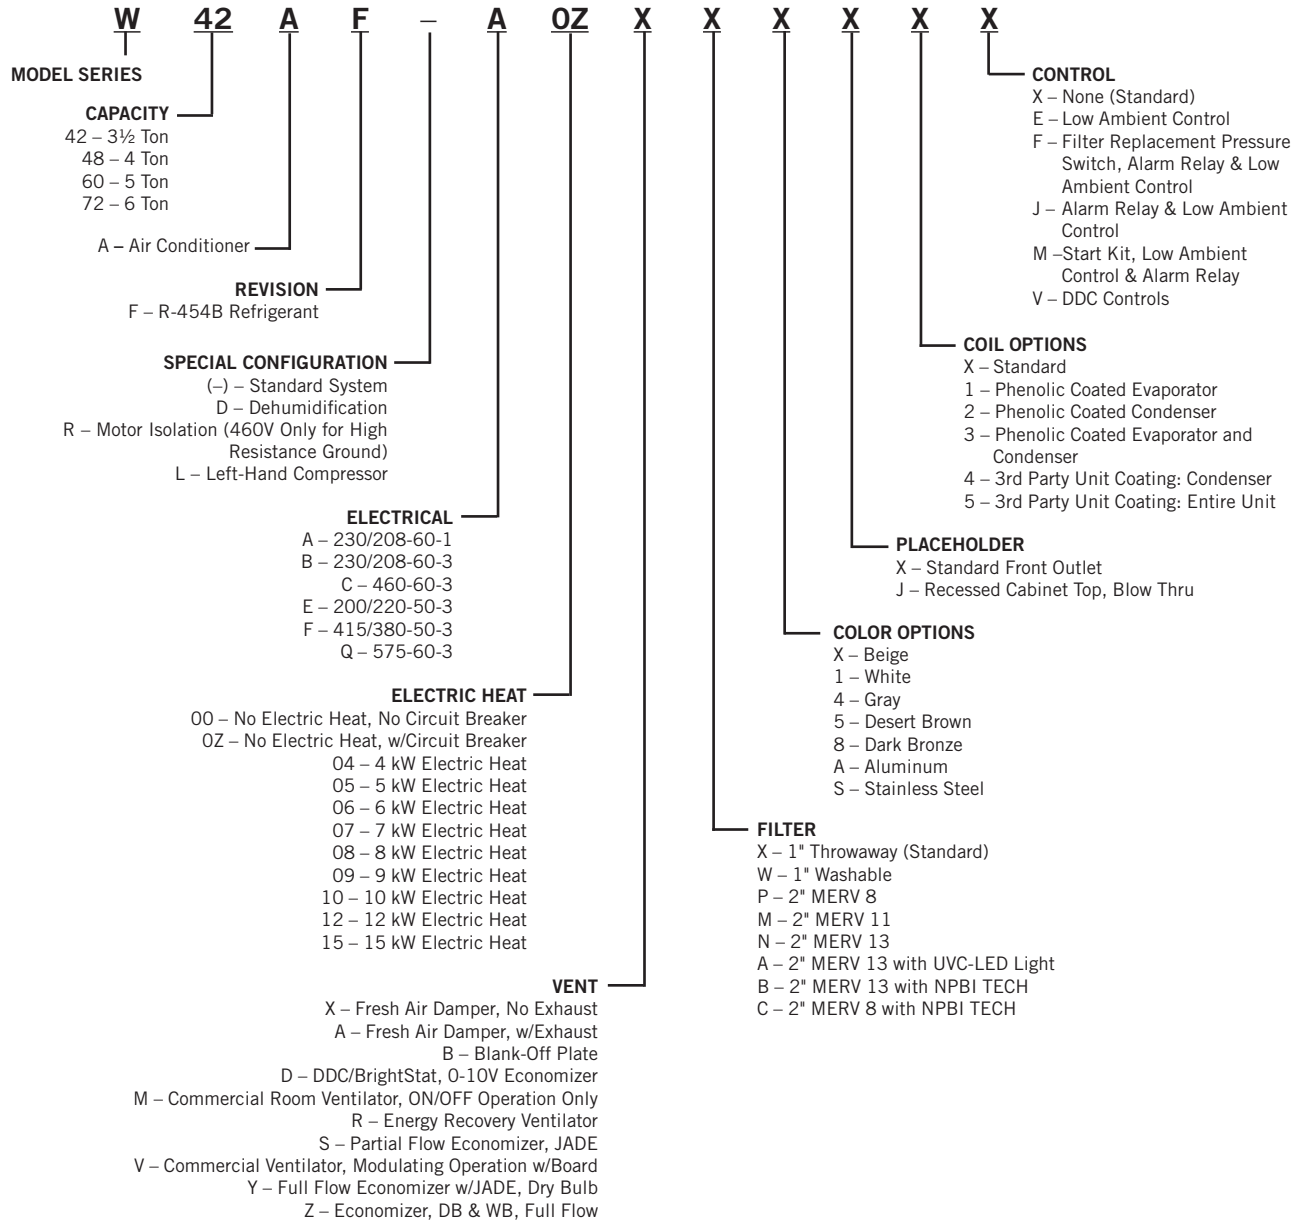 W 42 A F – A 0Z X X X X X X
MODEL SERIES
CAPACITY
42 – 3½ Ton
48 – 4 Ton
60 – 5 Ton
72 – 6 Ton
A – Air Conditioner
REVISION
F – R-454B Refrigerant
SPECIAL CONFIGURATION
(–) – Standard System
D – Dehumidification
R – Motor Isolation (460V Only for High
Resistance Ground)
L – Left-Hand Compressor
ELECTRICAL
A – 230/208-60-1
B – 230/208-60-3
C – 460-60-3
E – 200/220-50-3
F – 415/380-50-3
Q – 575-60-3
ELECTRIC HEAT
00 – No Electric Heat, No Circuit Breaker
0Z – No Electric Heat, w/Circuit Breaker
04 – 4 kW Electric Heat
05 – 5 kW Electric Heat
06 – 6 kW Electric Heat
07 – 7 kW Electric Heat
08 – 8 kW Electric Heat
09 – 9 kW Electric Heat
10 – 10 kW Electric Heat
12 – 12 kW Electric Heat
15 – 15 kW Electric Heat
VENT
X – Fresh Air Damper, No Exhaust
A – Fresh Air Damper, w/Exhaust
B – Blank-Off Plate
D – DDC/BrightStat, 0-10V Economizer
M – Commercial Room Ventilator, ON/OFF Operation Only
R – Energy Recovery Ventilator
S – Partial Flow Economizer, JADE
V – Commercial Ventilator, Modulating Operation w/Board
Y – Full Flow Economizer w/JADE, Dry Bulb
Z – Economizer, DB & WB, Full Flow
CONTROL
X – None (Standard)
E – Low Ambient Control
F – Filter Replacement Pressure
Switch, Alarm Relay & Low
Ambient Control
J – Alarm Relay & Low Ambient
Control
M –Start Kit, Low Ambient
Control & Alarm Relay
V – DDC Controls
COIL OPTIONS
X – Standard
1 – Phenolic Coated Evaporator
2 – Phenolic Coated Condenser
3 – Phenolic Coated Evaporator and
Condenser
4 – 3rd Party Unit Coating: Condenser
5 – 3rd Party Unit Coating: Entire Unit
PLACEHOLDER
X – Standard Front Outlet
J – Recessed Cabinet Top, Blow Thru
COLOR OPTIONS
X – Beige
1 – White
4 – Gray
5 – Desert Brown
8 – Dark Bronze
A – Aluminum
S – Stainless Steel
FILTER
X – 1" Throwaway (Standard)
W – 1" Washable
P – 2" MERV 8
M – 2" MERV 11
N – 2" MERV 13
A – 2" MERV 13 with UVC-LED Light
B – 2" MERV 13 with NPBI TECH
C – 2" MERV 8 with NPBI TECH